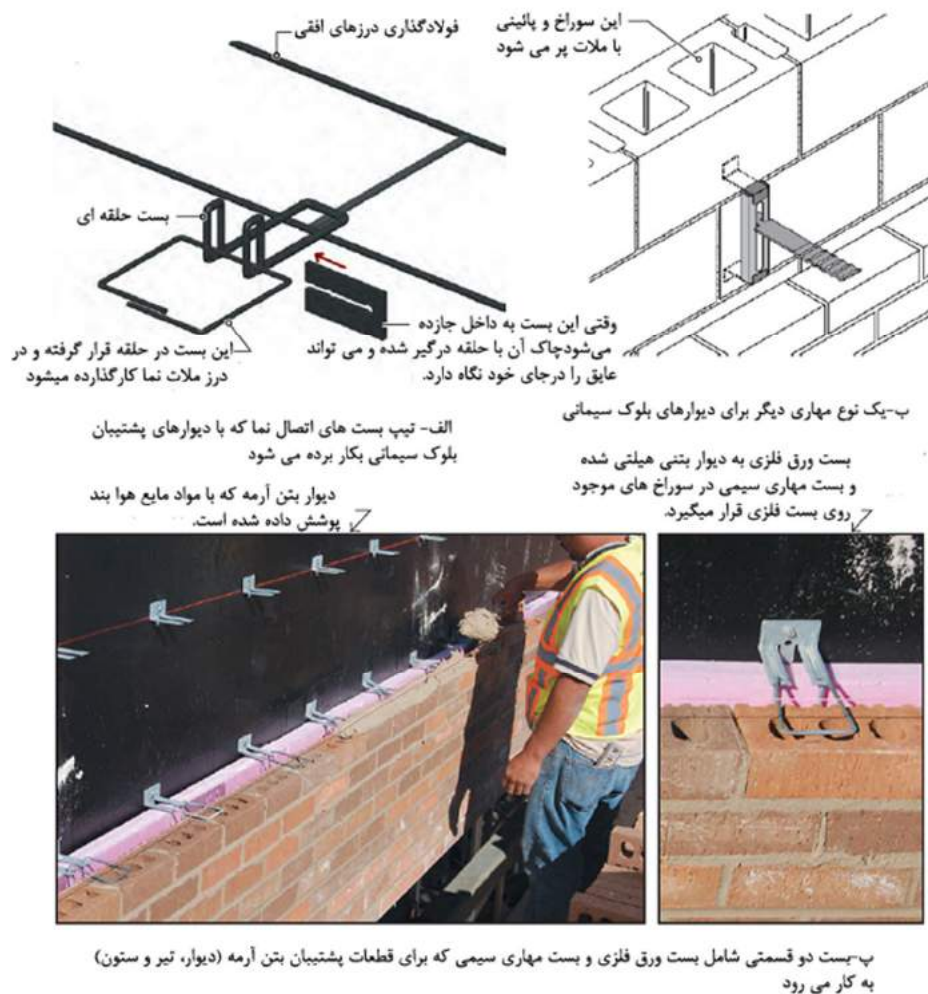 فولادگذاری درزهای افقی
این سوراخ و پائینی
با ملات پر می شود
بست حلقه ای
وقتی این بست به داخل جازده
می‌شودچاک آن با حلقه درگیر شده و می تواند
عایق را درجای خود نگاه دارد.
این بست در حلقه قرار گرفته و در
درز ملات نما کارگذارده میشود
ب-یک نوع مهاری دیگر برای دیوارهای بلوک سیمانی
الف- تیپ بست های اتصال نما که با دیوارهای پشتیبان
بلوک سیمانی بکار برده می شود
بست ورق فلزی به دیوار بتنی هیلتی شده
و بست مهاری سیمی در سوراخ های موجود
روی بست فلزی قرار میگیرد.
دیوار بتن آرمه که با مواد مایع هوا بند
پوشش داده شده است.
پ-بست دو قسمتی شامل بست ورق فلزی و بست مهاری سیمی که برای قطعات پشتیبان بتن آرمه (دیوار، تیر و ستون)
به کار می رود